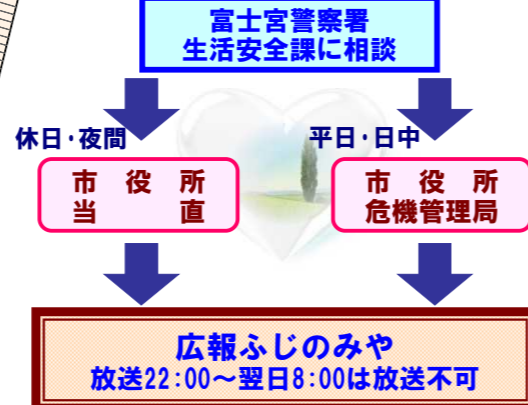 富士宮警察署
生活安全課に相談
休日・夜間
平日・日中
市役所
当直
市役所
危機管理局
広報ふじのみや
放送22:00～翌日8:00は放送不可